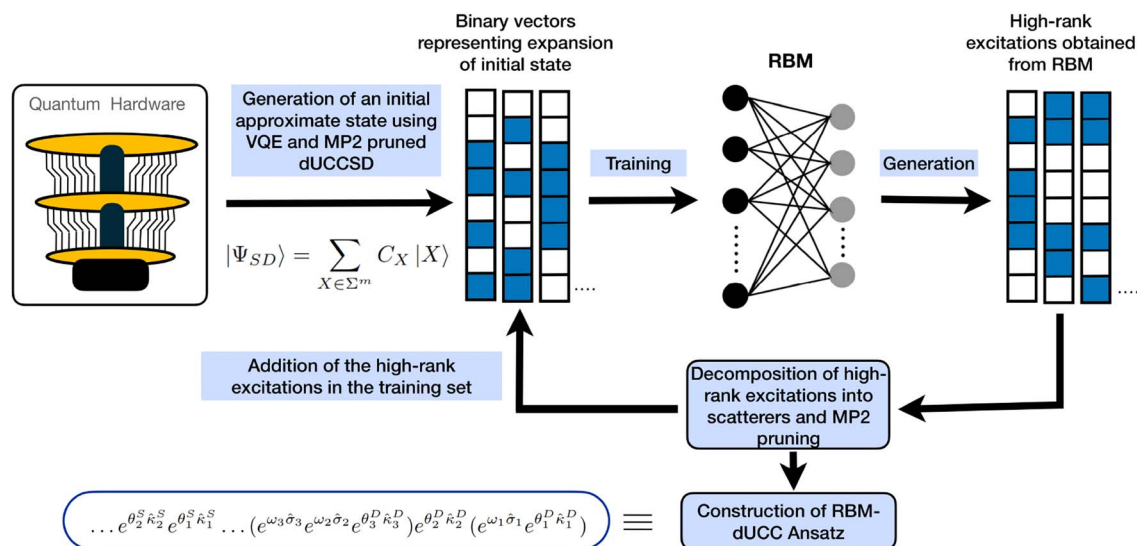 Binary vectors
representing expansion
of initial state
RBM
High-rank
excitations obtained
from RBM
Quantum Hardware
Generation of an initial
approximate state using
VQE and MP2 pruned
dUCCSD
Training
Generation
|Ψ_{SD}⟩ = ∑_{X∈Σ^m} C_X |X⟩
....
....
Addition of the high-rank
excitations in the training set
Decomposition of high-
rank excitations into
scatterers and MP2
pruning
… e^{θ_2^S κ̂_2^S} e^{θ_1^S κ̂_1^S} … (e^{ω_3 σ̂_3} e^{ω_2 σ̂_2} e^{θ_3^D κ̂_3^D}) e^{θ_2^D κ̂_2^D} (e^{ω_1 σ̂_1} e^{θ_1^D κ̂_1^D})
≡
Construction of RBM-
dUCC Ansatz